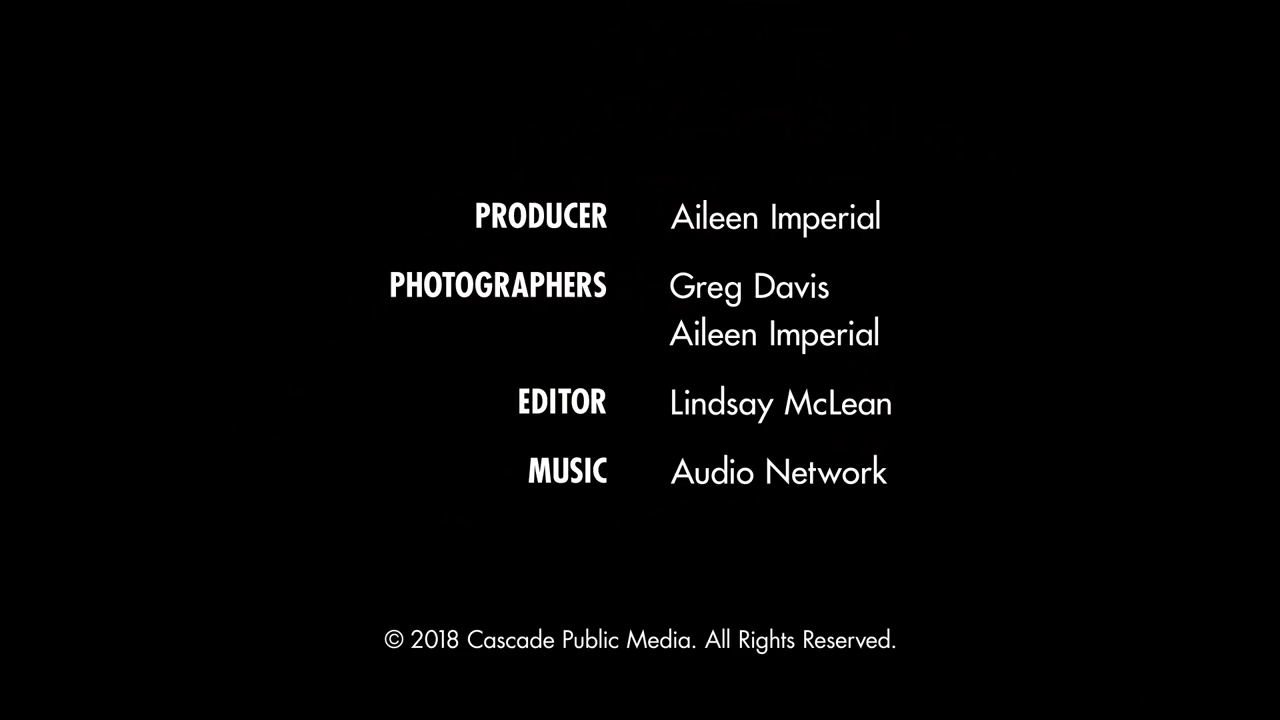 PRODUCER Aileen Imperial
PHOTOGRAPHERS Greg Davis
Aileen Imperial
EDITOR Lindsay McLean
MUSIC Audio Network
© 2018 Cascade Public Media. All Rights Reserved.